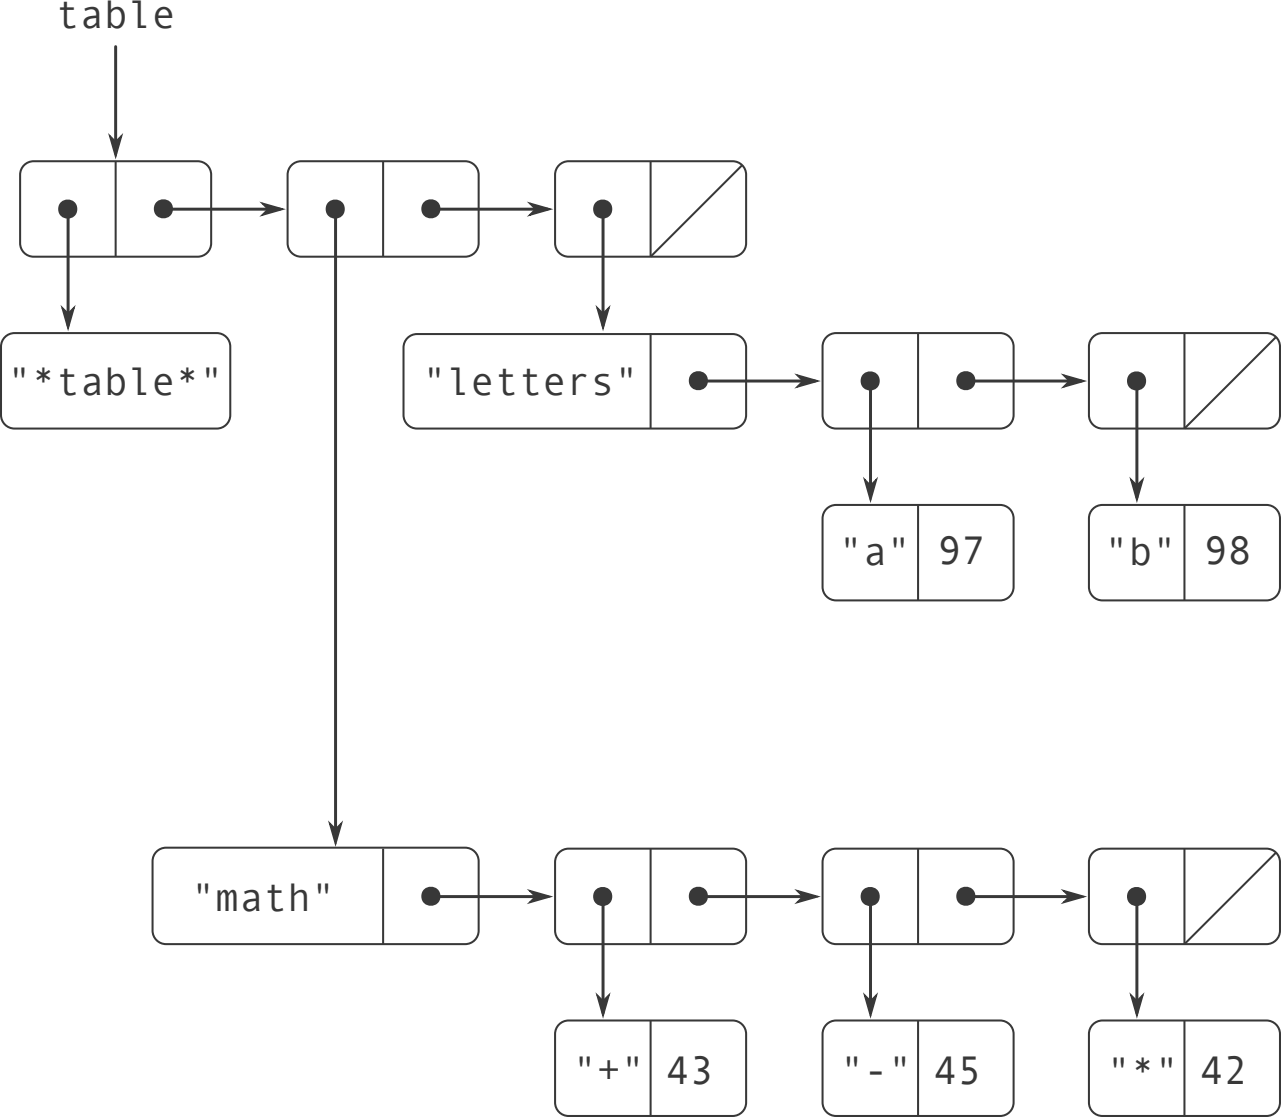 table
"*table*"
"letters"
"a" 97
"b" 98
"math"
"+" 43
"-" 45
"*" 42